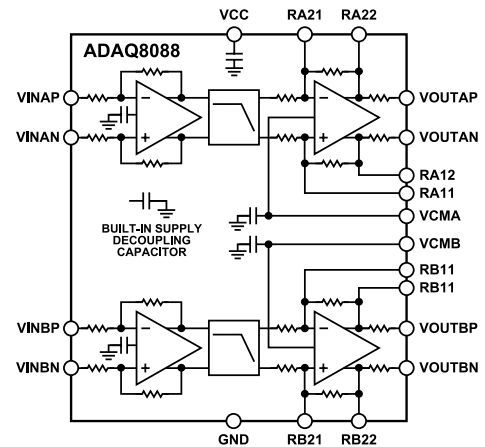 VCC RA21 RA22
ADAQ8088
VINAP
VOUTAP
VINAN
VOUTAN
RA12
RA11
VCMA
BUILT-IN SUPPLY
DECOUPLING
CAPACITOR
VCMB
RB11
RB11
VINBP
VOUTBP
VINBN
VOUTBN
GND RB21 RB22
− + − + − + − +